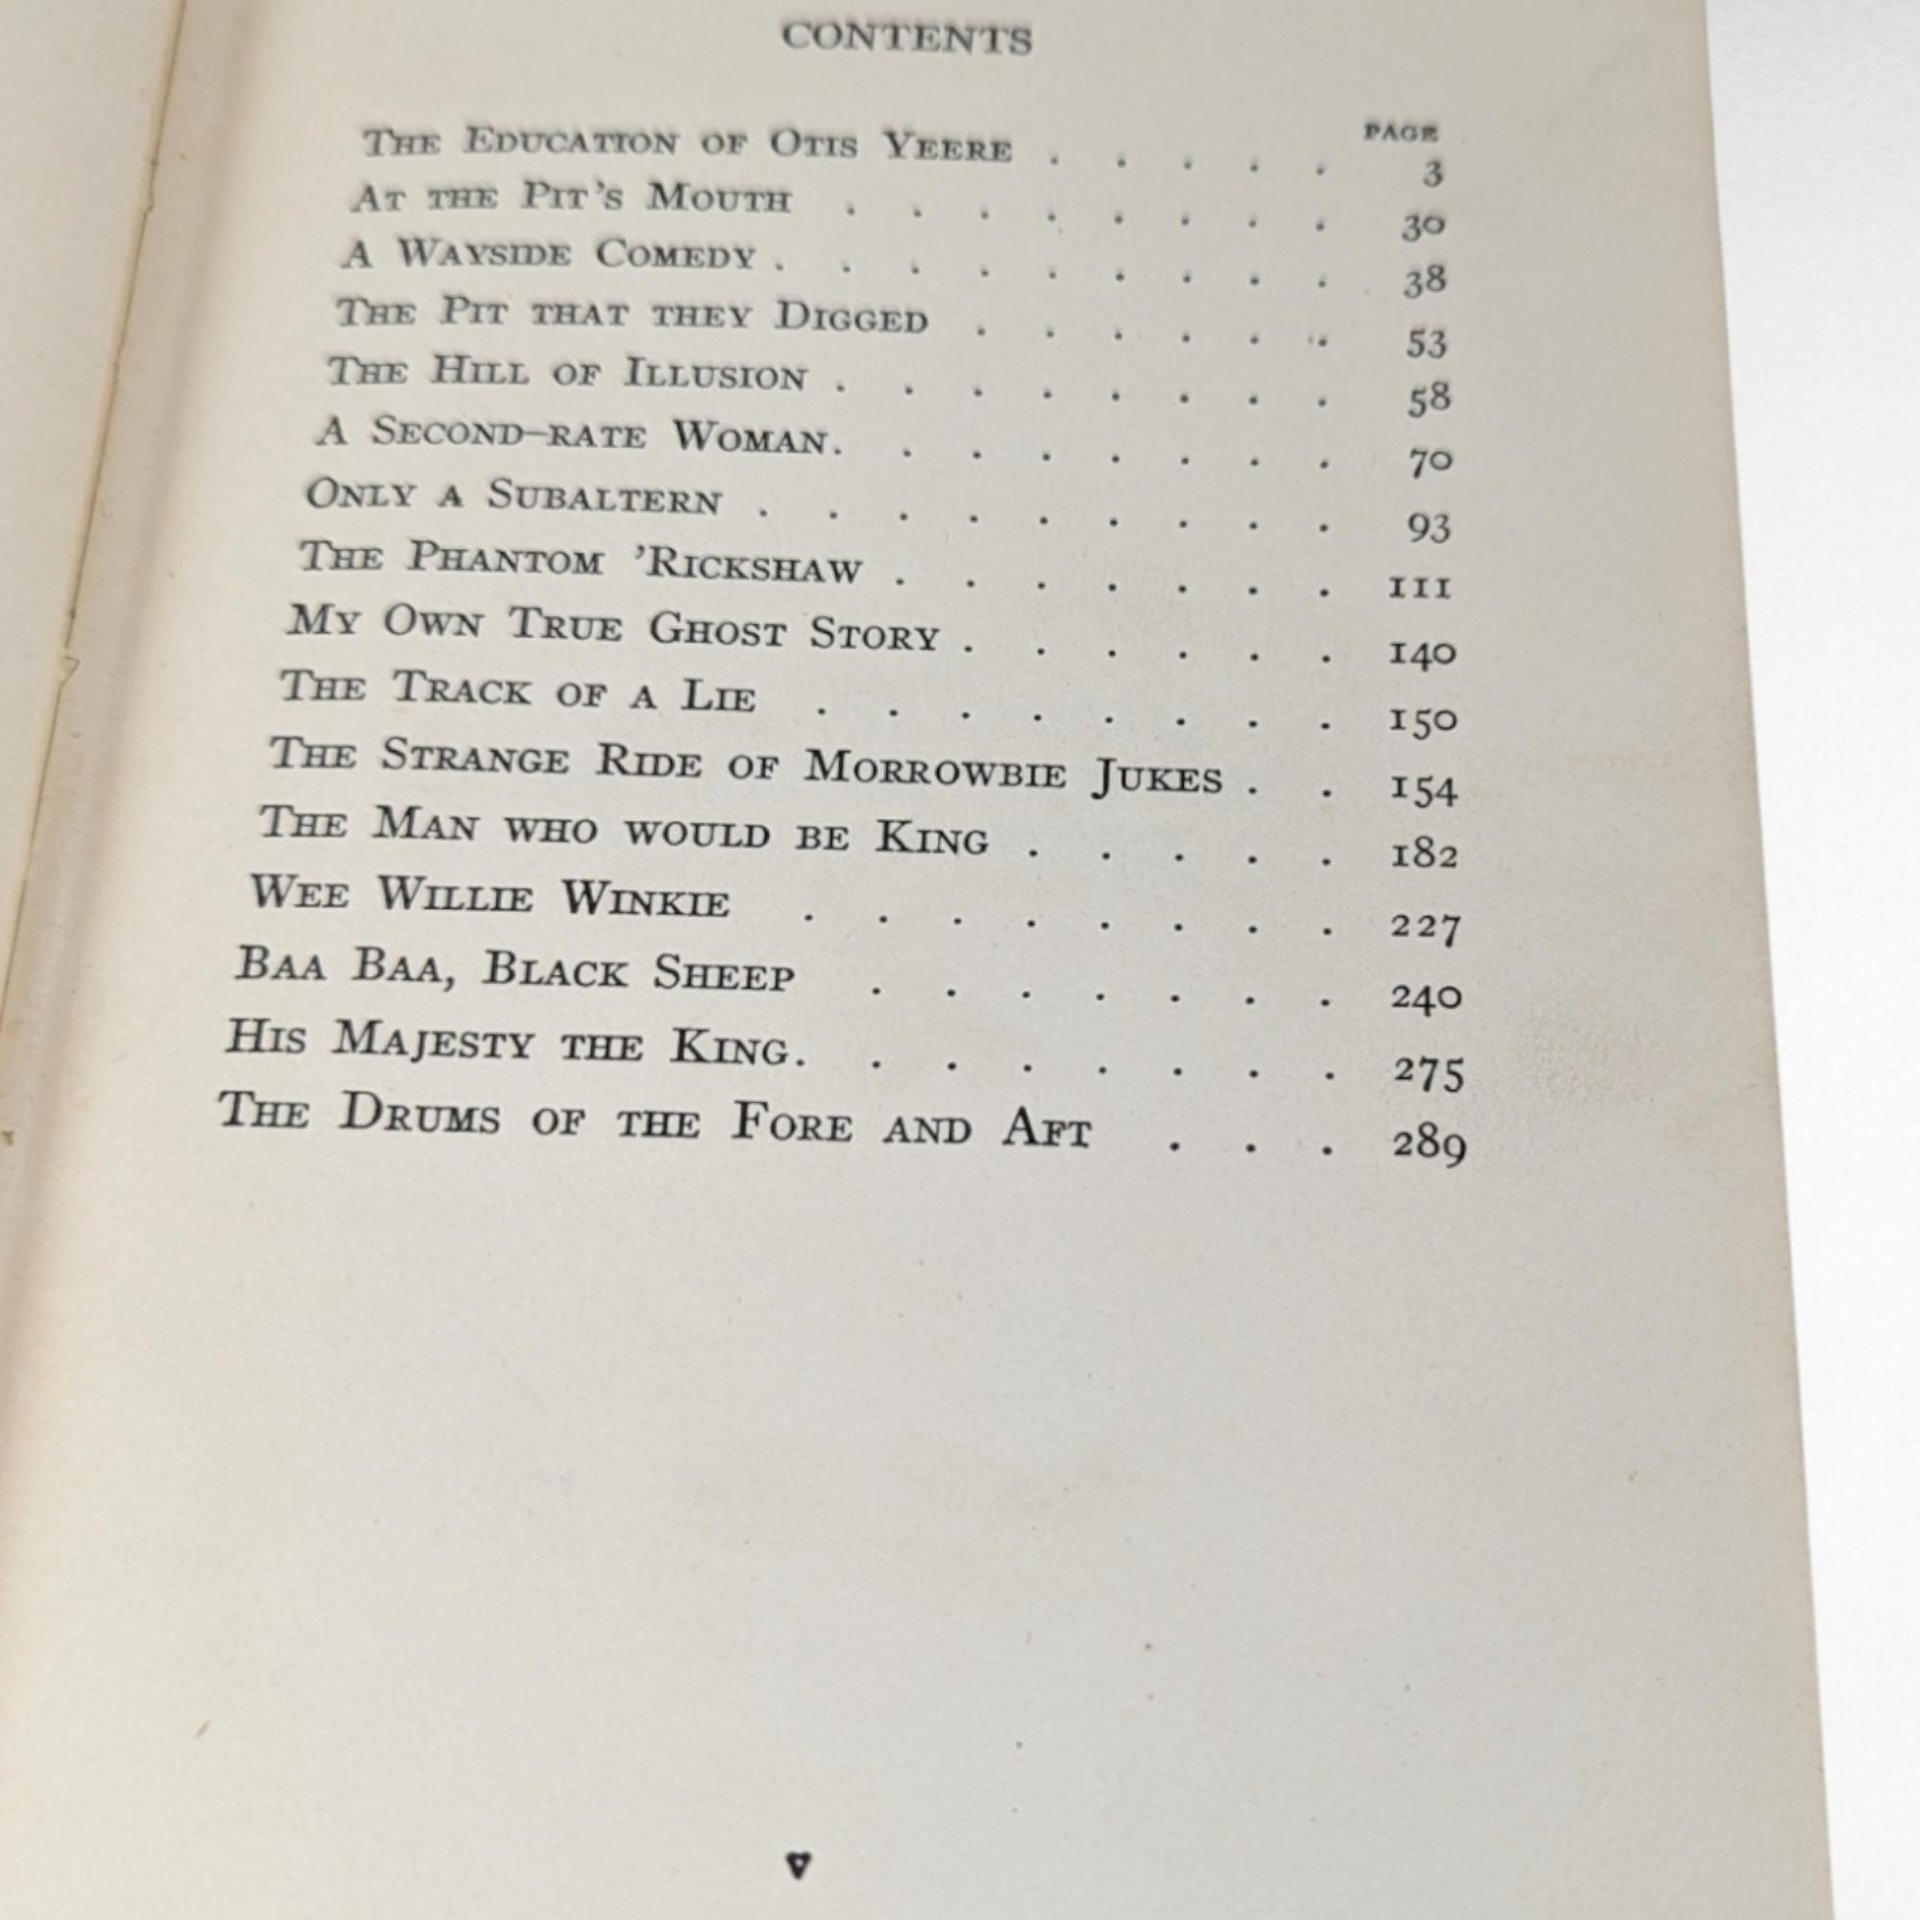 CONTENTS
PAGE
The Education of Otis Yeere . . . . . 3
At the Pit's Mouth . . . . . . . . 30
A Wayside Comedy . . . . . . . . . 38
The Pit that they Digged . . . . . . 53
The Hill of Illusion . . . . . . . . 58
A Second-rate Woman . . . . . . . . 70
Only a Subaltern . . . . . . . . . 93
The Phantom 'Rickshaw . . . . . . . 111
My Own True Ghost Story . . . . . . 140
The Track of a Lie . . . . . . . . 150
The Strange Ride of Morrowbie Jukes . . 154
The Man who would be King . . . . . 182
Wee Willie Winkie . . . . . . . . 227
Baa Baa, Black Sheep . . . . . . . 240
His Majesty the King . . . . . . . . 275
The Drums of the Fore and Aft . . . 289